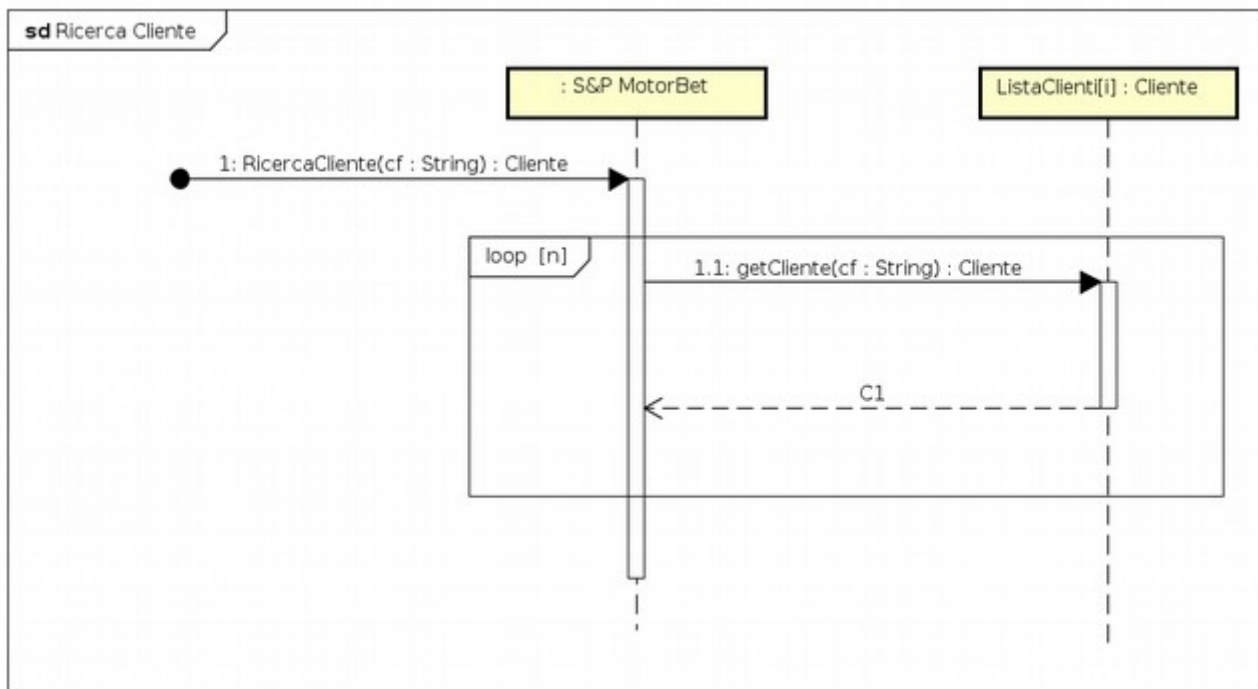 sd Ricerca Cliente
: S&P MotorBet
ListaClienti[i] : Cliente
1: RicercaCliente(cf : String) : Cliente
loop [n]
1.1: getCliente(cf : String) : Cliente
C1